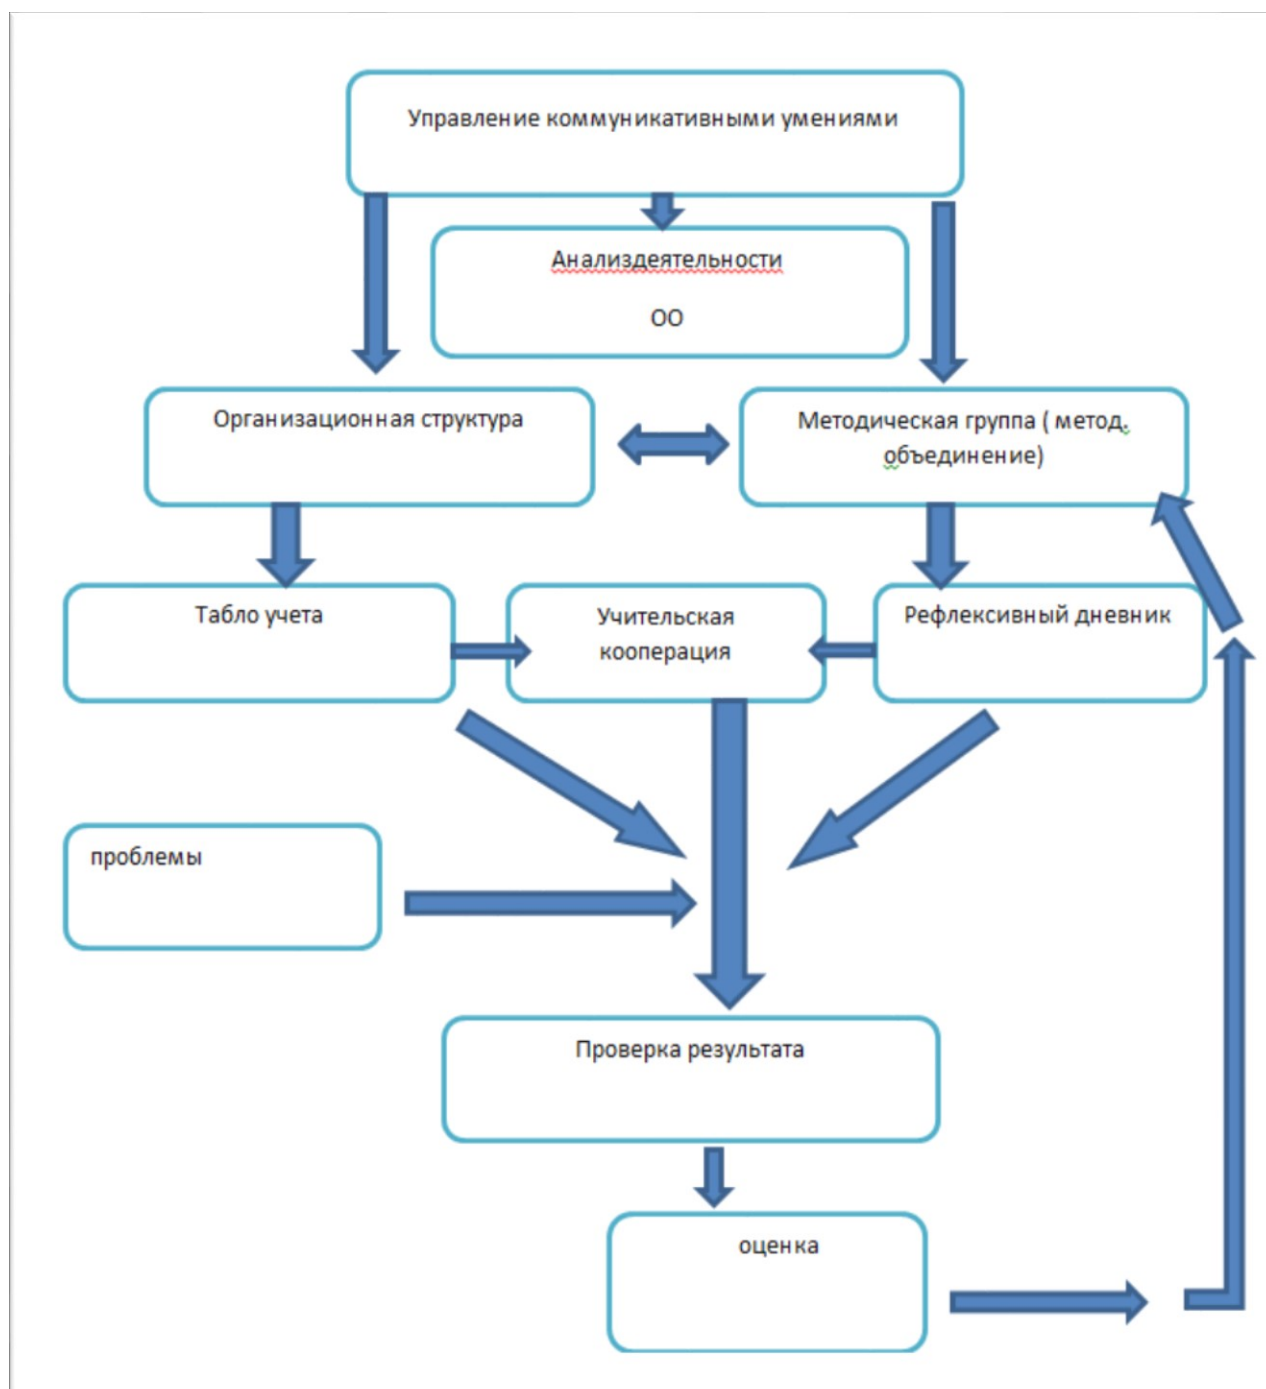 Управление коммуникативными умениями
Анализдеятельности
ОО
Организационная структура
Методическая группа ( метод.
объединение)
Табло учета
Учительская
кооперация
Рефлексивный дневник
проблемы
Проверка результата
оценка